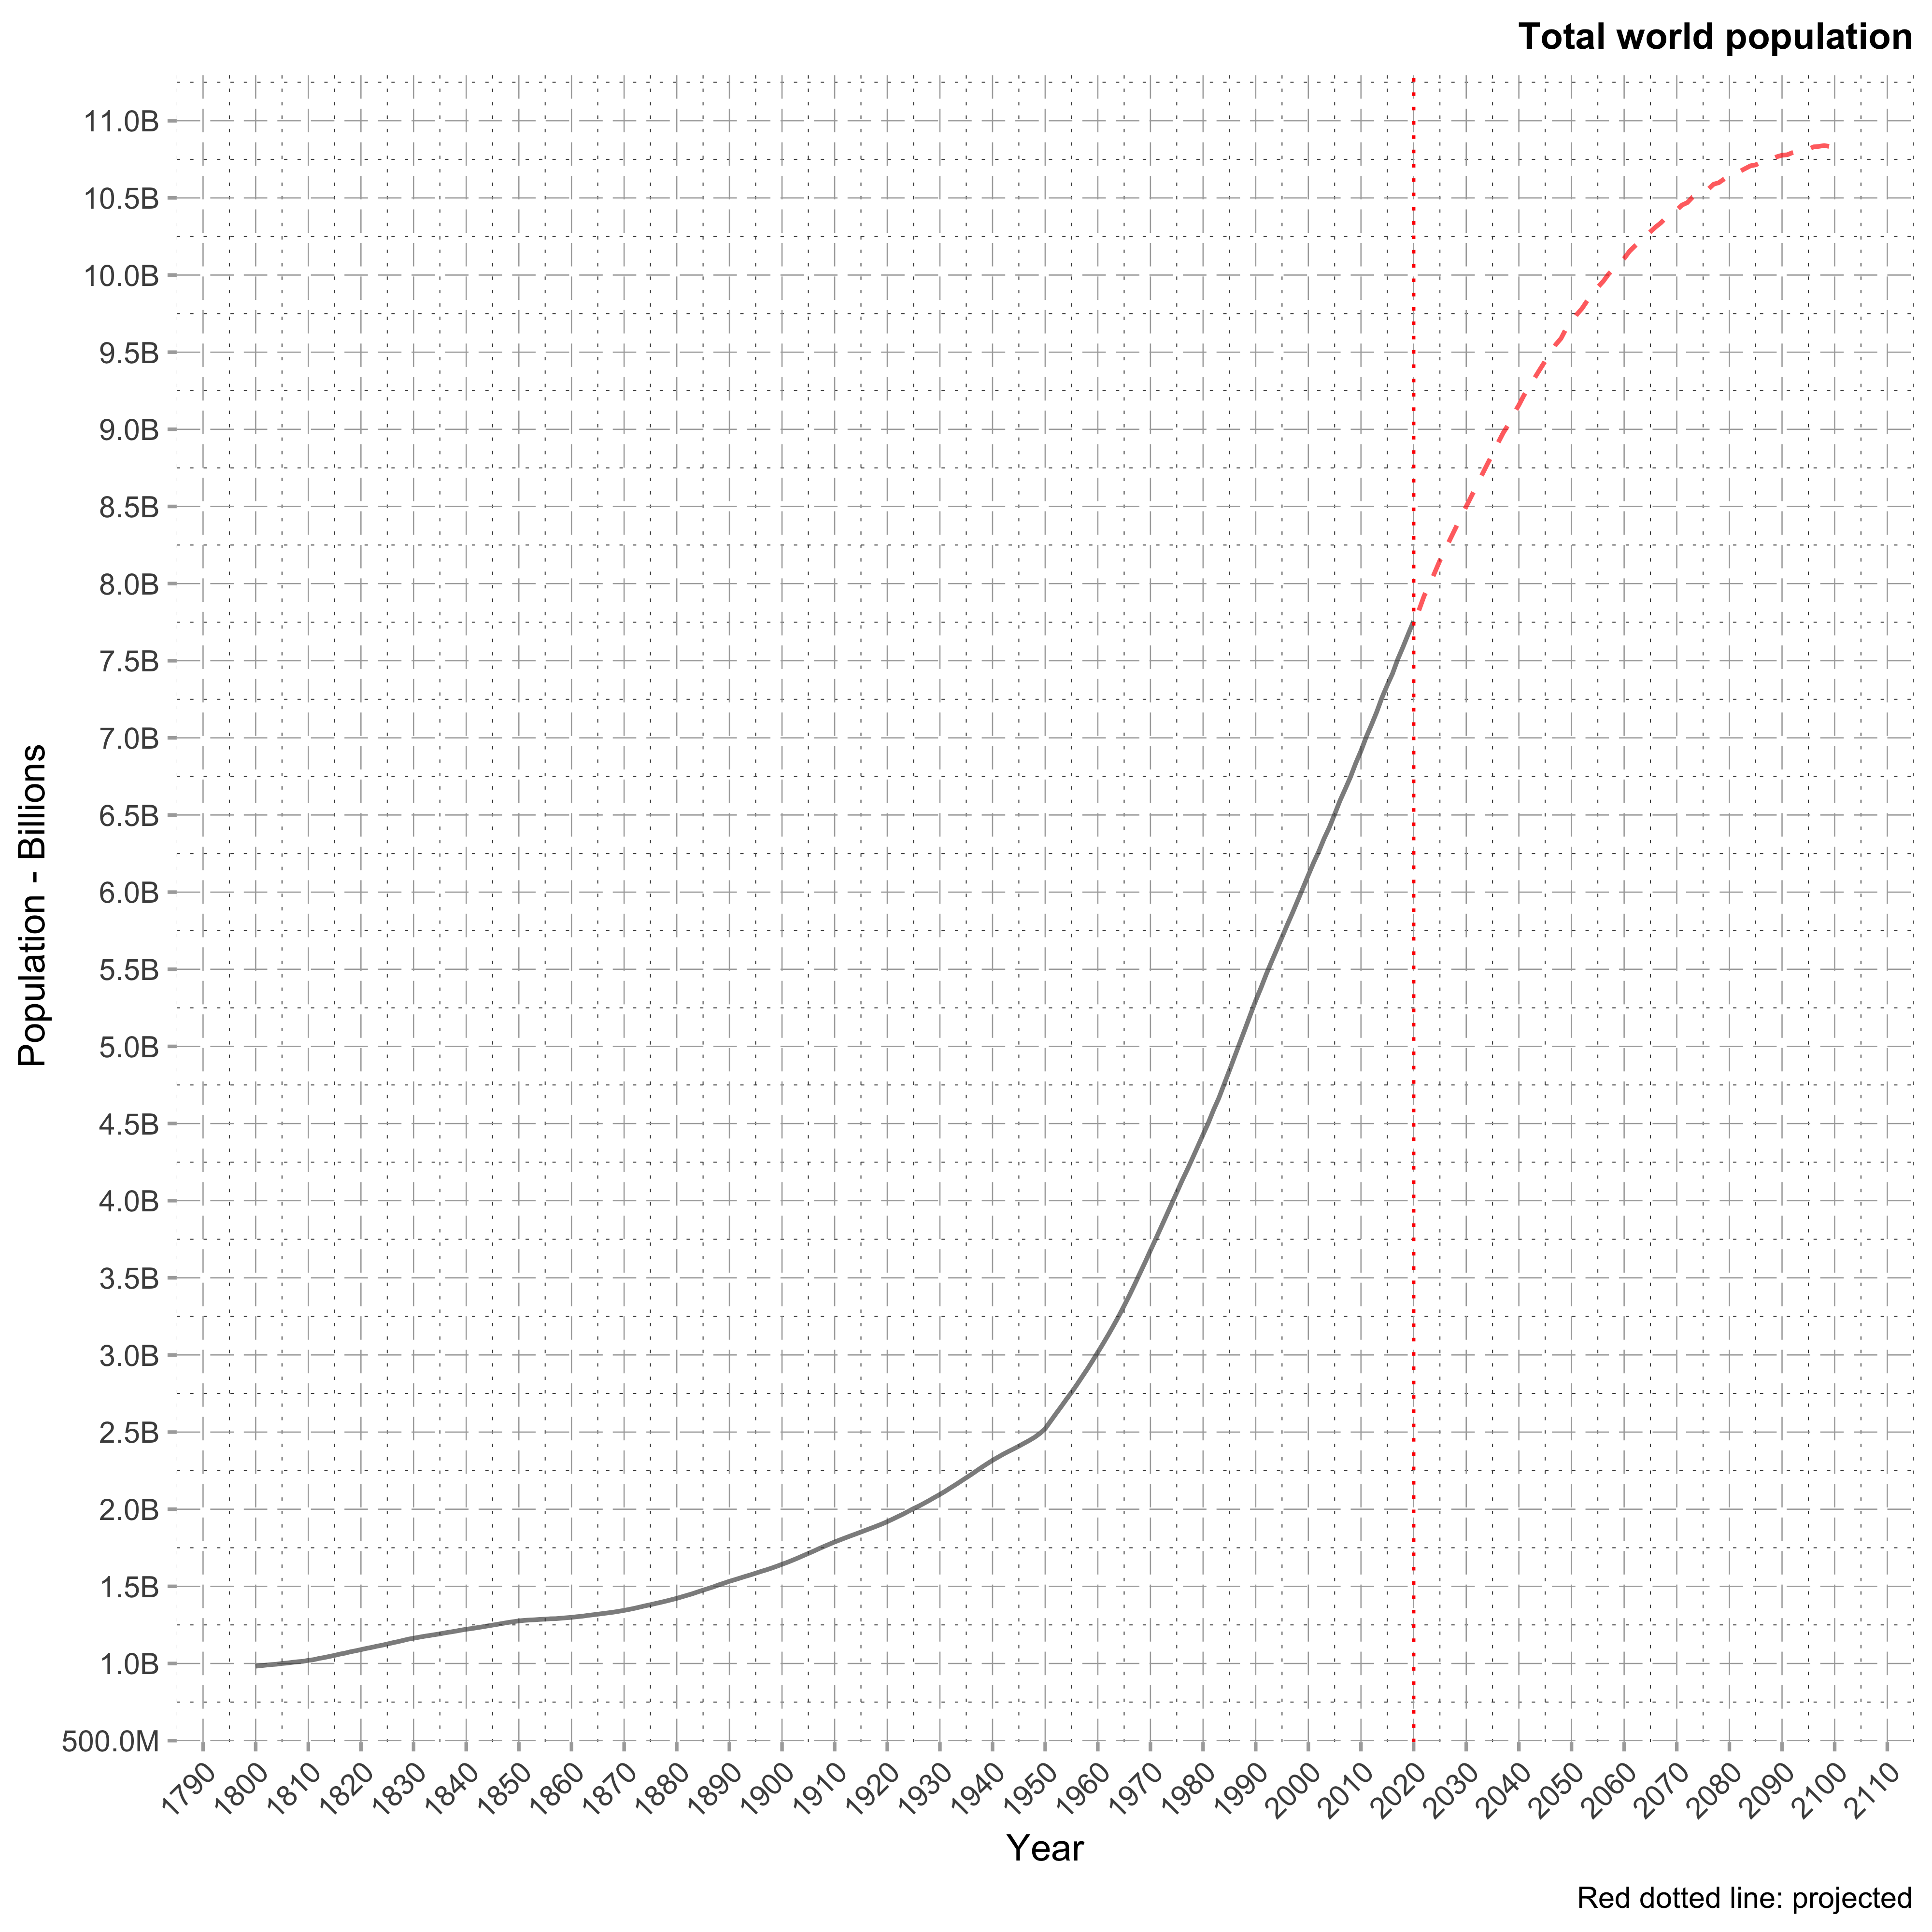 Total world population
Population - Billions
11.0B
10.5B
10.0B
9.5B
9.0B
8.5B
8.0B
7.5B
7.0B
6.5B
6.0B
5.5B
5.0B
4.5B
4.0B
3.5B
3.0B
2.5B
2.0B
1.5B
1.0B
500.0M
1790 1800 1810 1820 1830 1840 1850 1860 1870 1880 1890 1900 1910 1920 1930 1940 1950 1960 1970 1980 1990 2000 2010 2020 2030 2040 2050 2060 2070 2080 2090 2100 2110
Year
Red dotted line: projected